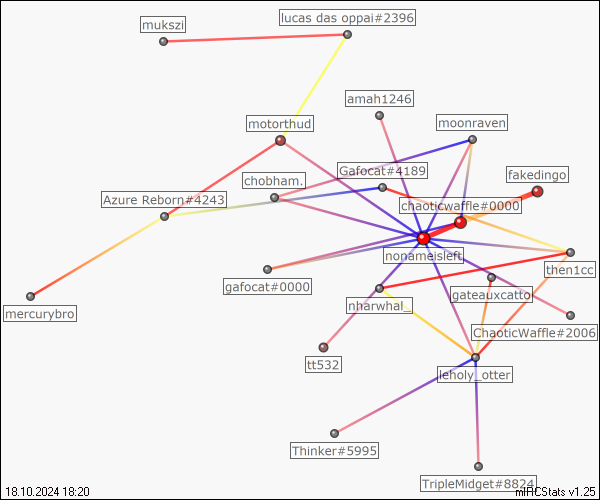 lucas das oppai#2396
mukszi
amah1246
motorthud
moonraven
Gafocat#4189
fakedingo
chobham.
Azure Reborn#4243
chaoticwaffle#0000
nonameisleft
then1cc
gafocat#0000
gateauxcattol
mercurybro
nharwhal_
ChaoticWaffle#2006
tt532
leholy_otter
Thinker#5995
TripleMidget#8824
18.10.2024 18:20
mIRCStats v1.25